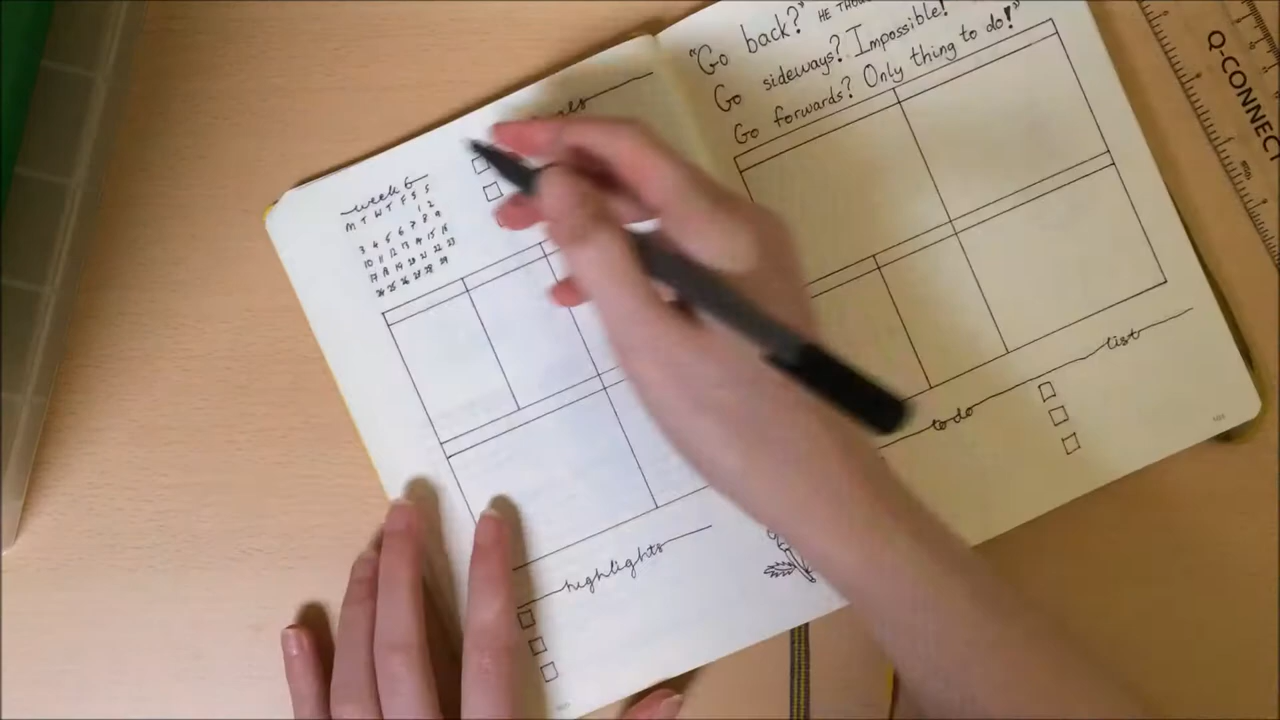 week 6
M T W T F S S
1 2
3 4 5 6 7 8 9
10 11 12 13 14 15 16
17 18 19 20 21 22 23
24 25 26 27 28 29
highlights
"Go back?" HE
Go sideways? Impossible!
Go forwards? Only thing to do!"
to do list
Q-CONNECT